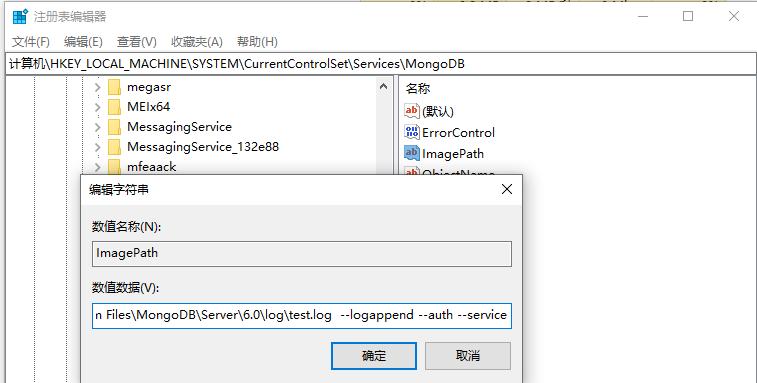 注册表编辑器
文件(F) 编辑(E) 查看(V) 收藏夹(A) 帮助(H)
计算机\HKEY_LOCAL_MACHINE\SYSTEM\CurrentControlSet\Services\MongoDB
megasr
MEIx64
MessagingService
MessagingService_132e88
mfeaack
名称
(默认)
ErrorControl
ImagePath
ObjectName
编辑字符串
数值名称(N):
ImagePath
数值数据(V):
n Files\MongoDB\Server\6.0\log\test.log  --logappend --auth --service
确定
取消